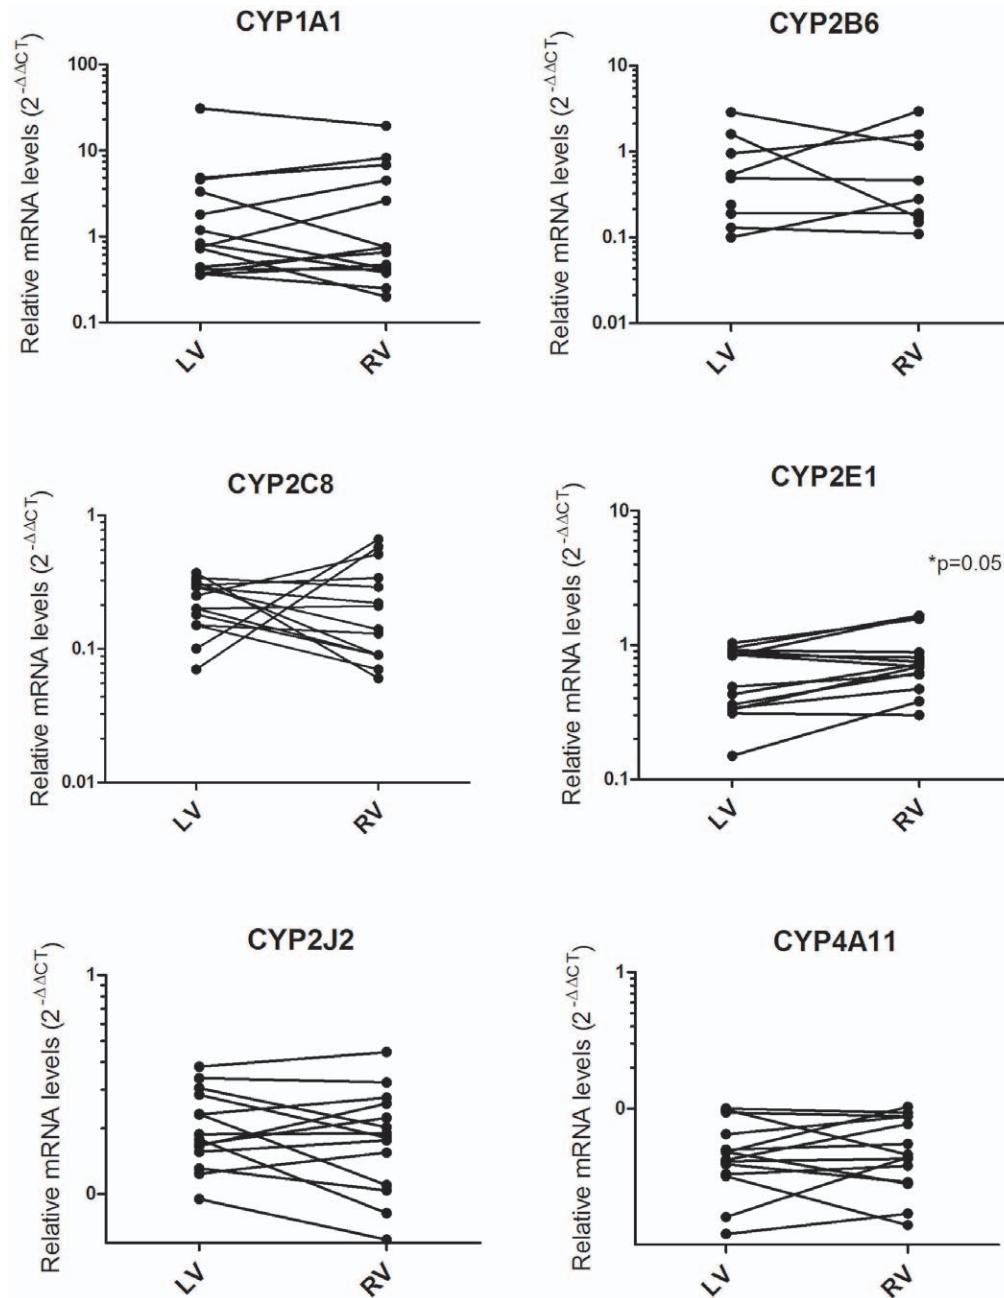 CYP1A1
Relative mRNA levels (2^-ΔΔCT)
100
10
1
0.1
LV
RV
CYP2B6
Relative mRNA levels (2^-ΔΔCT)
10
1
0.1
0.01
LV
RV
CYP2C8
Relative mRNA levels (2^-ΔΔCT)
1
0.1
0.01
LV
RV
CYP2E1
Relative mRNA levels (2^-ΔΔCT)
10
1
0.1
*p=0.05
LV
RV
CYP2J2
Relative mRNA levels (2^-ΔΔCT)
1
0
LV
RV
CYP4A11
Relative mRNA levels (2^-ΔΔCT)
1
0
LV
RV